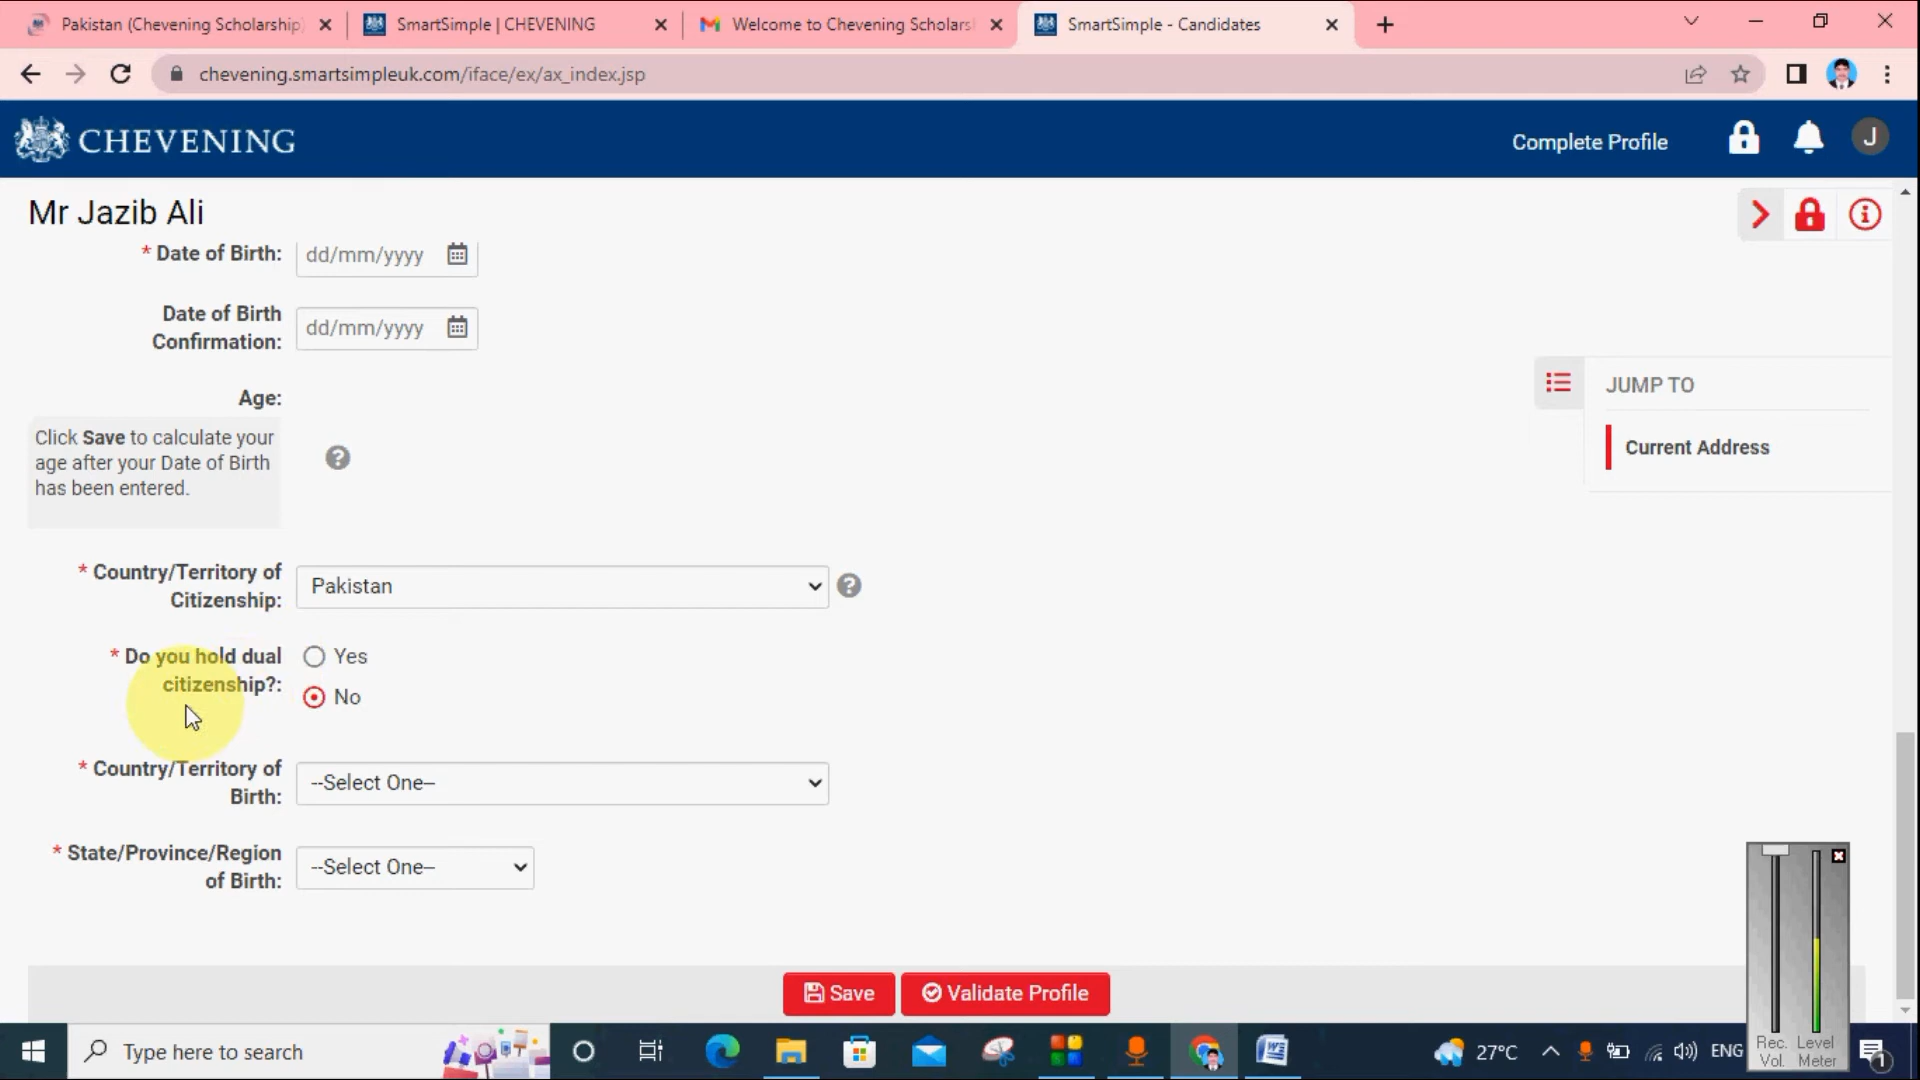 Pakistan (Chevening Scholarship)
SmartSimple | CHEVENING
Welcome to Chevening Scholars
SmartSimple - Candidates
chevening.smartsimpleuk.com/iface/ex/ax_index.jsp
CHEVENING
Complete Profile
J
Mr Jazib Ali
* Date of Birth:
dd/mm/yyyy
Date of Birth
Confirmation:
dd/mm/yyyy
Age:
Click Save to calculate your
age after your Date of Birth
has been entered.
JUMP TO
Current Address
* Country/Territory of
Citizenship:
Pakistan
* Do you hold dual
citizenship?:
Yes
No
* Country/Territory of
Birth:
--Select One--
* State/Province/Region
of Birth:
--Select One--
Save
Validate Profile
Rec. Level
Vol. Meter
Type here to search
27°C
ENG
1